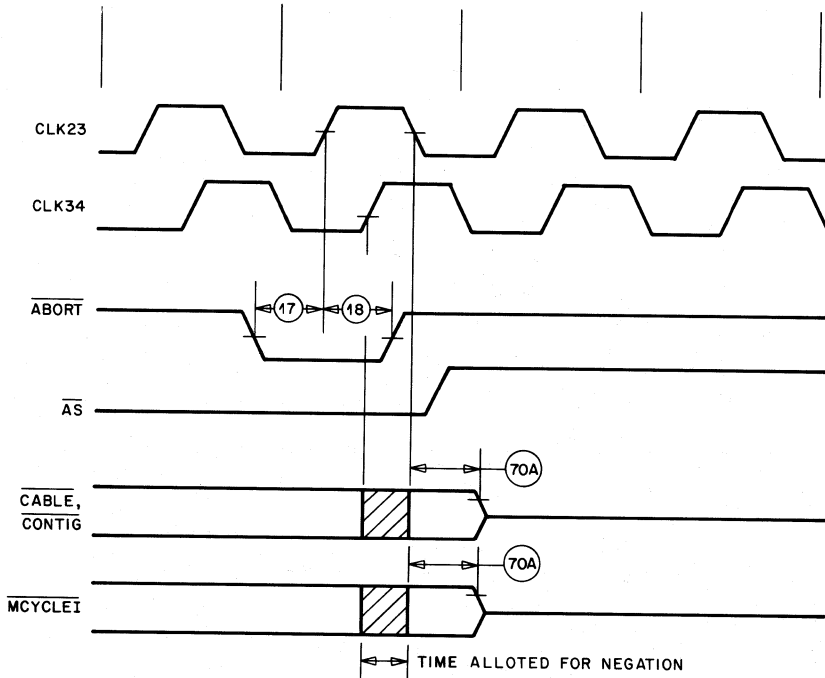 CLK23
CLK34
ABORT
17
18
AS
70A
CABLE,
CONTIG
70A
MCYCLEI
TIME ALLOTED FOR NEGATION